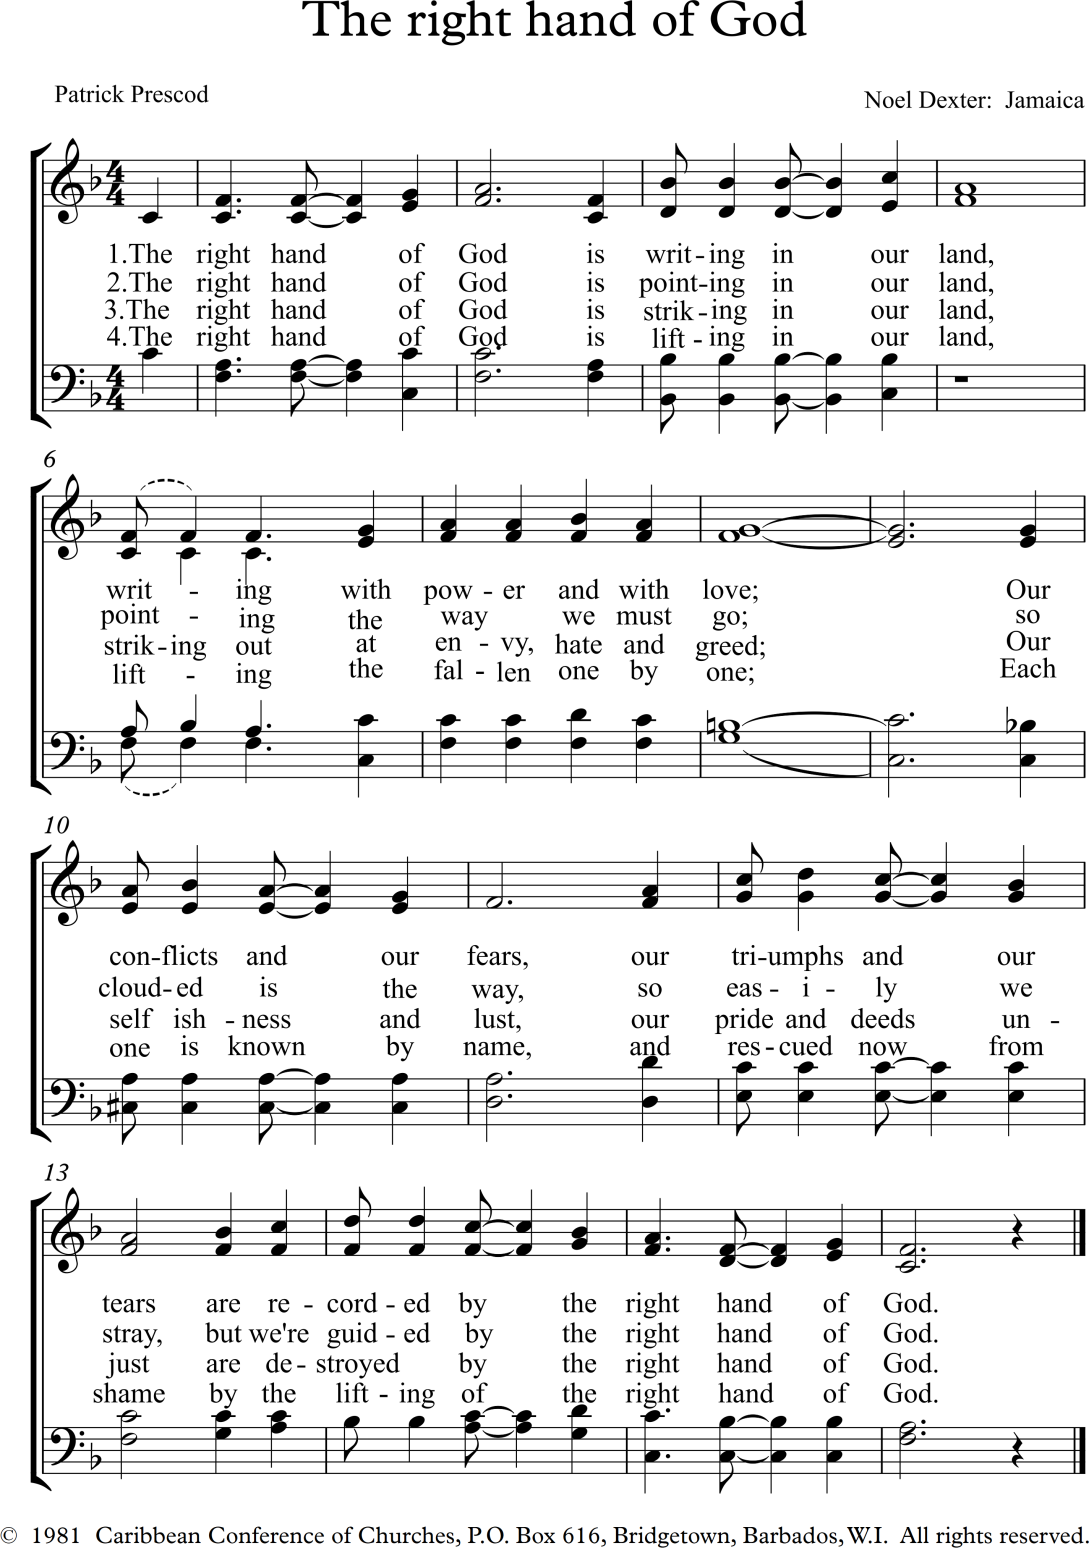 The right hand of God
Patrick Prescod
Noel Dexter: Jamaica
1.The right hand of God is writ-ing in our land,
2.The right hand of God is point-ing in our land,
3.The right hand of God is strik-ing in our land,
4.The right hand of God is lift-ing in our land,
6
writ - ing with pow-er and with love; Our
point - ing the way we must go; so
strik-ing out at en-vy, hate and greed; Our
lift - ing the fal-len one by one; Each
10
con-flicts and our fears, our tri-umphs and our
cloud-ed is the way, so eas-i-ly we
self ish-ness and lust, our pride and deeds un-
one is known by name, and res-cued now from
13
tears are re-cord-ed by the right hand of God.
stray, but we're guid-ed by the right hand of God.
just are de-stroyed by the right hand of God.
shame by the lift-ing of the right hand of God.
© 1981 Caribbean Conference of Churches, P.O. Box 616, Bridgetown, Barbados, W.I. All rights reserved.